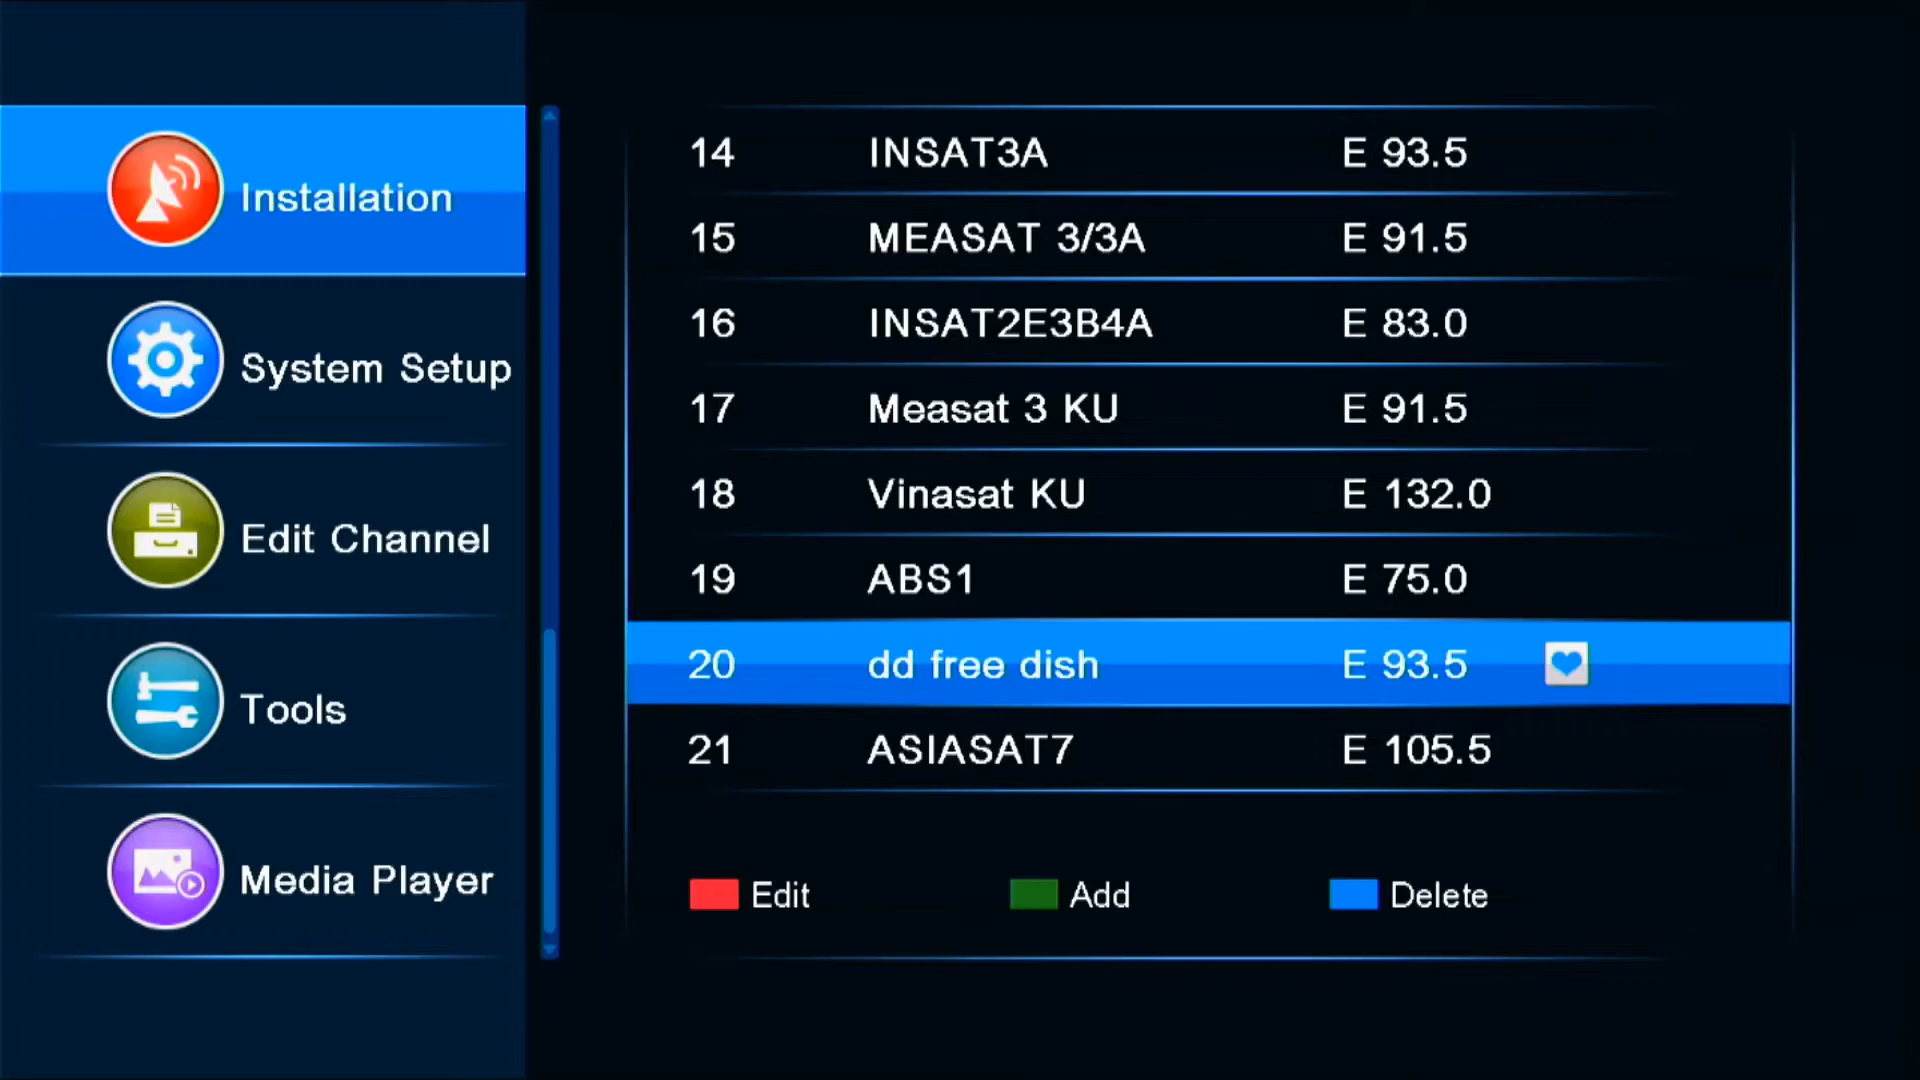 Installation
System Setup
Edit Channel
Tools
Media Player
14 INSAT3A E 93.5
15 MEASAT 3/3A E 91.5
16 INSAT2E3B4A E 83.0
17 Measat 3 KU E 91.5
18 Vinasat KU E 132.0
19 ABS1 E 75.0
20 dd free dish E 93.5
21 ASIASAT7 E 105.5
Edit Add Delete